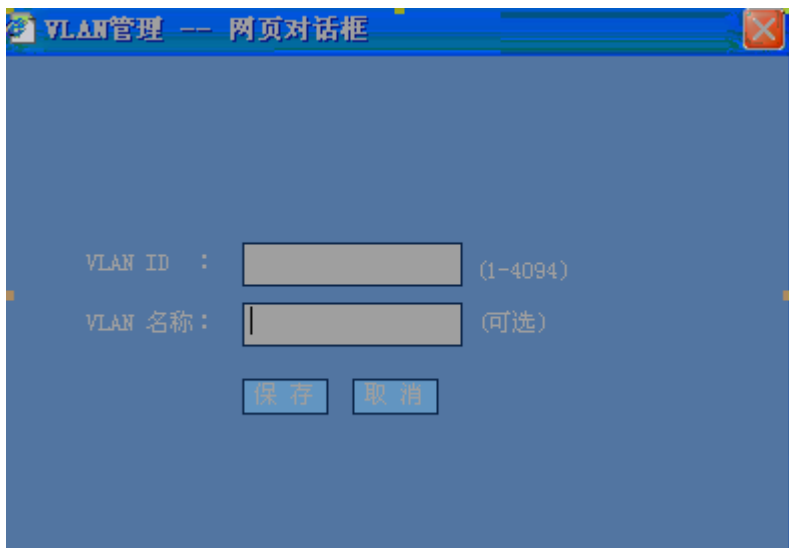 VLAN管理 -- 网页对话框
VLAN ID : (1-4094)
VLAN 名称: (可选)
保存 取消